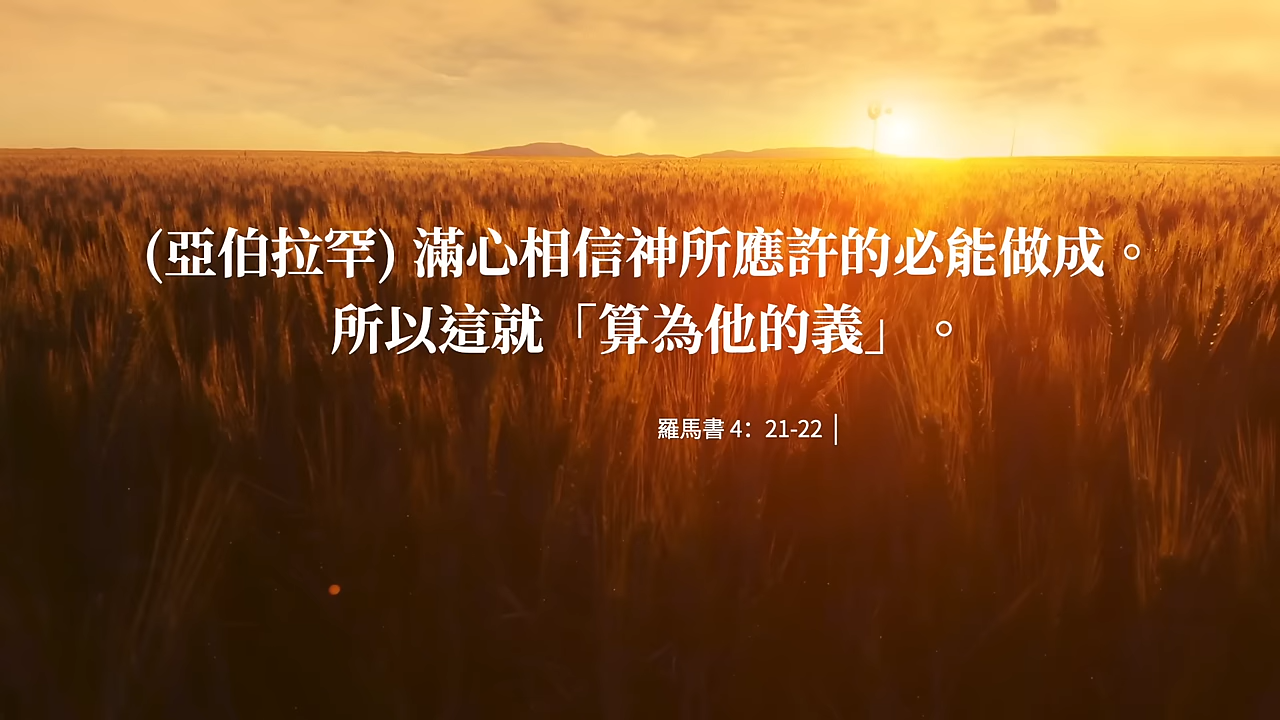 (亞伯拉罕) 滿心相信神所應許的必能做成。
所以這就「算為他的義」。
羅馬書 4：21-22